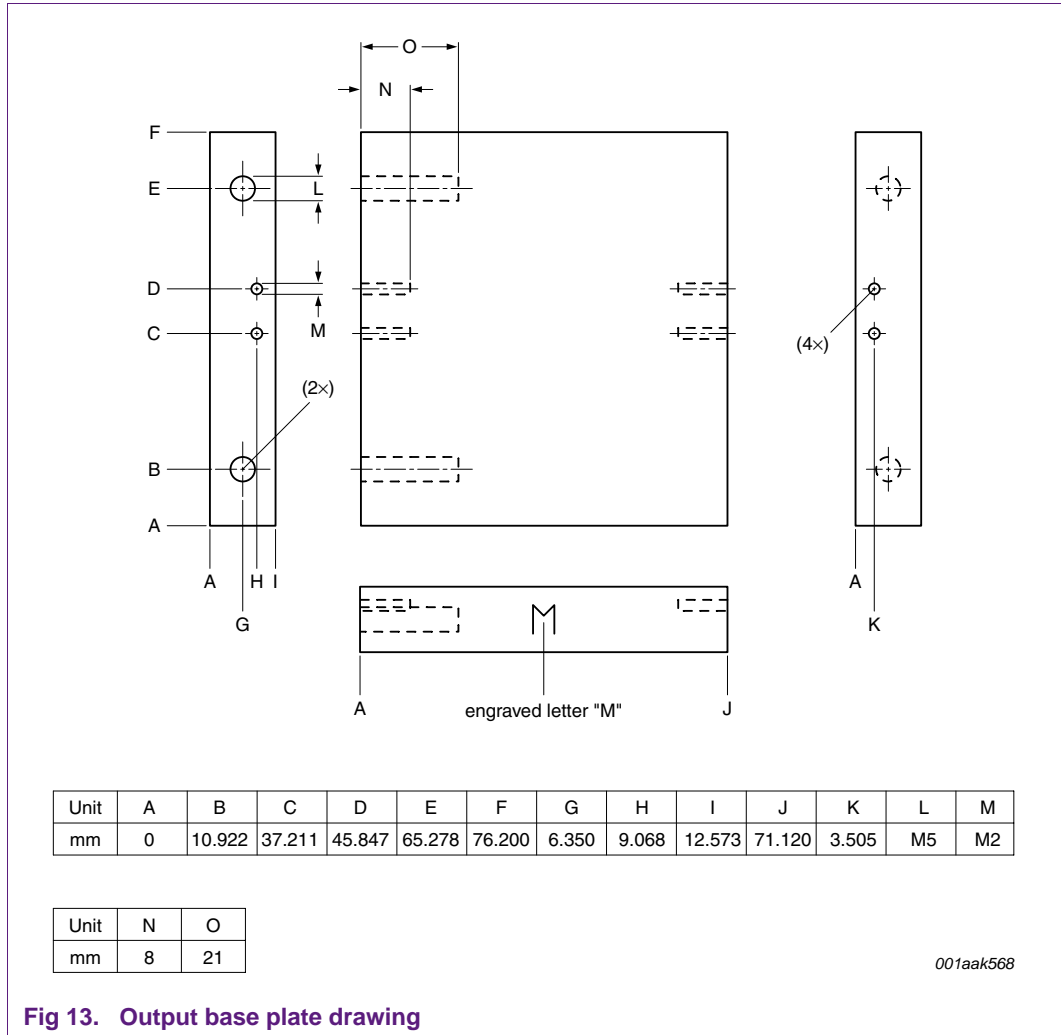 O
N
F
E
L
D
M
C
(2×)
(4×)
B
A
A
H
I
G
A
K
M
A
engraved letter "M"
J
Unit A B C D E F G H I J K L M
mm 0 10.922 37.211 45.847 65.278 76.200 6.350 9.068 12.573 71.120 3.505 M5 M2
Unit N O
mm 8 21
001aak568
Fig 13. Output base plate drawing